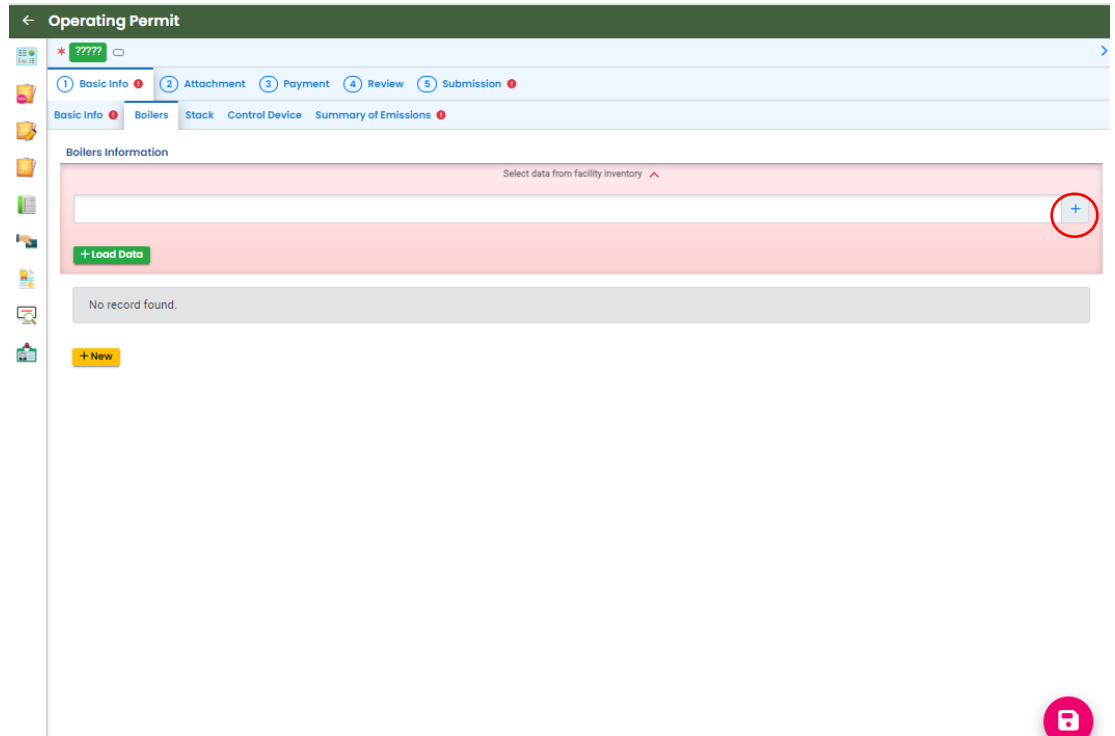 Operating Permit
* ?????
1 Basic Info 2 Attachment 3 Payment 4 Review 5 Submission
Basic Info Boilers Stack Control Device Summary of Emissions
Boilers Information
Select data from facility inventory
+
+ Load Data
No record found.
+ New